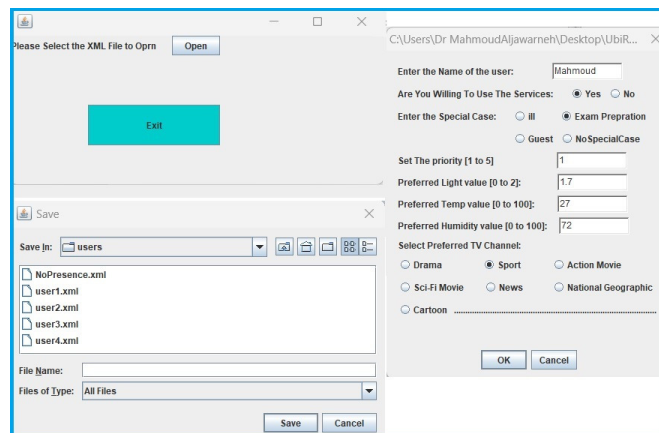 Please Select the XML File to Oprn Open
Exit
Save
Save In: users
NoPresence.xml
user1.xml
user2.xml
user3.xml
user4.xml
File Name:
Files of Type: All Files
Save Cancel
C:\Users\Dr MahmoudAljawarneh\Desktop\UbiR...
Enter the Name of the user: Mahmoud
Are You Willing To Use The Services: Yes No
Enter the Special Case: ill Exam Prepration
Guest NoSpecialCase
Set The priority [1 to 5] 1
Preferred Light value [0 to 2]: 1.7
Preferred Temp value [0 to 100]: 27
Preferred Humidity value [0 to 100]: 72
Select Preferred TV Channel:
Drama Sport Action Movie
Sci-Fi Movie News National Geographic
Cartoon ................................................................
OK Cancel